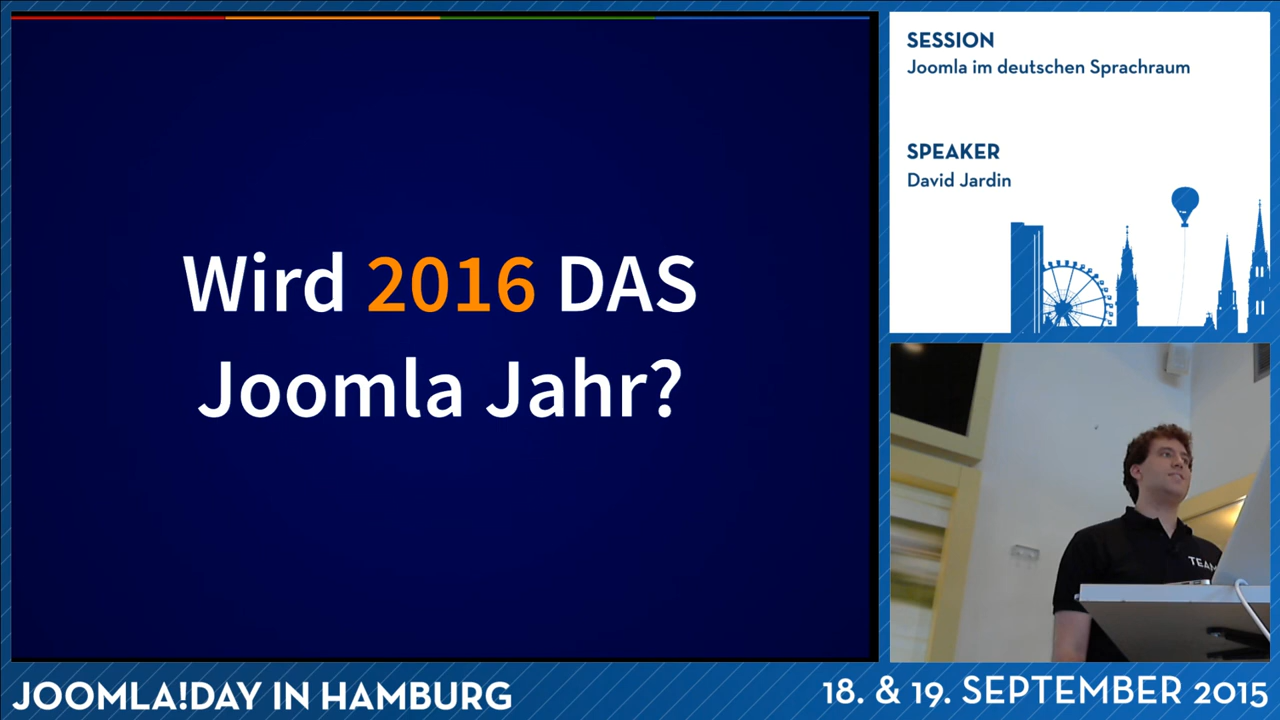 Wird 2016 DAS
Joomla Jahr?
SESSION
Joomla im deutschen Sprachraum
SPEAKER
David Jardin
TEAM
JOOMLA!DAY IN HAMBURG
18. & 19. SEPTEMBER 2015